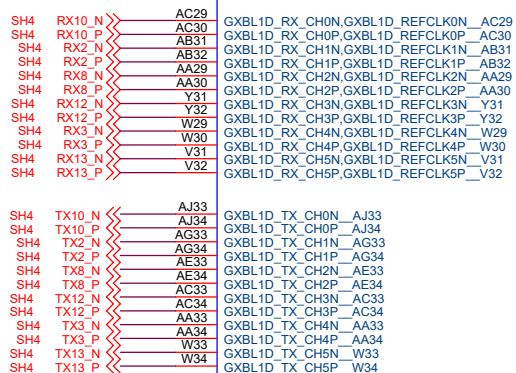 SH4 RX10_N AC29 GXBL1D_RX_CH0N,GXBL1D_REFCLK0N__AC29
SH4 RX10_P AC30 GXBL1D_RX_CH0P,GXBL1D_REFCLK0P__AC30
SH4 RX2_N AB31 GXBL1D_RX_CH1N,GXBL1D_REFCLK1N__AB31
SH4 RX2_P AB32 GXBL1D_RX_CH1P,GXBL1D_REFCLK1P__AB32
SH4 RX8_N AA29 GXBL1D_RX_CH2N,GXBL1D_REFCLK2N__AA29
SH4 RX8_P AA30 GXBL1D_RX_CH2P,GXBL1D_REFCLK2P__AA30
SH4 RX12_N Y31 GXBL1D_RX_CH3N,GXBL1D_REFCLK3N__Y31
SH4 RX12_P Y32 GXBL1D_RX_CH3P,GXBL1D_REFCLK3P__Y32
SH4 RX3_N W29 GXBL1D_RX_CH4N,GXBL1D_REFCLK4N__W29
SH4 RX3_P W30 GXBL1D_RX_CH4P,GXBL1D_REFCLK4P__W30
SH4 RX13_N V31 GXBL1D_RX_CH5N,GXBL1D_REFCLK5N__V31
SH4 RX13_P V32 GXBL1D_RX_CH5P,GXBL1D_REFCLK5P__V32
SH4 TX10_N AJ33 GXBL1D_TX_CH0N__AJ33
SH4 TX10_P AJ34 GXBL1D_TX_CH0P__AJ34
SH4 TX2_N AG33 GXBL1D_TX_CH1N__AG33
SH4 TX2_P AG34 GXBL1D_TX_CH1P__AG34
SH4 TX8_N AE33 GXBL1D_TX_CH2N__AE33
SH4 TX8_P AE34 GXBL1D_TX_CH2P__AE34
SH4 TX12_N AC33 GXBL1D_TX_CH3N__AC33
SH4 TX12_P AC34 GXBL1D_TX_CH3P__AC34
SH4 TX3_N AA33 GXBL1D_TX_CH4N__AA33
SH4 TX3_P AA34 GXBL1D_TX_CH4P__AA34
SH4 TX13_N W33 GXBL1D_TX_CH5N__W33
SH4 TX13_P W34 GXBL1D_TX_CH5P__W34